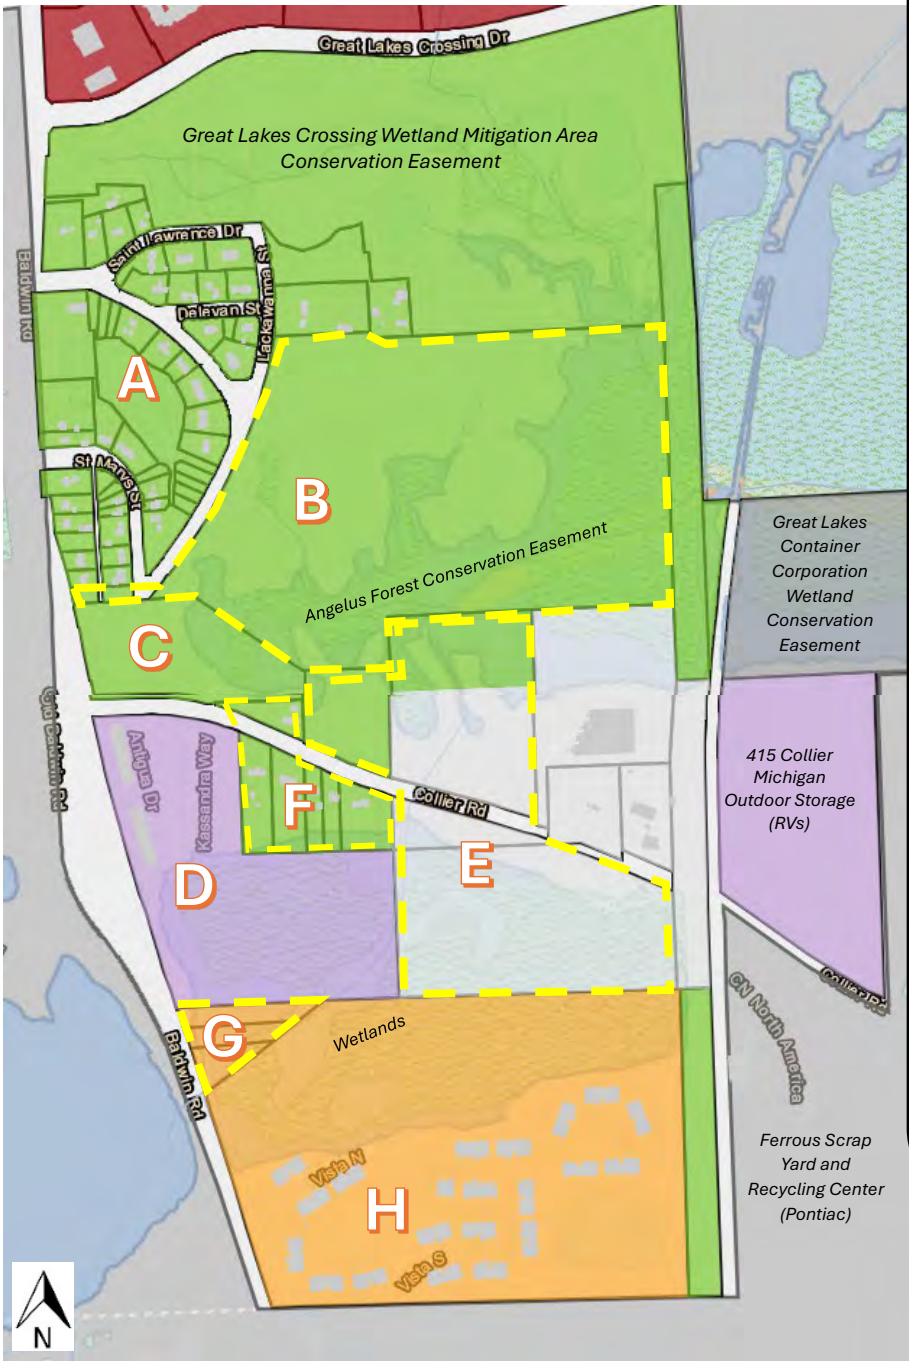 Great Lakes Crossing Dr
Great Lakes Crossing Wetland Mitigation Area
Conservation Easement
Saint Lawrence Dr
Lackawanna St
Baldwin Rd
Delevan St
A
St Marys St
B
Great Lakes
Container
Corporation
Wetland
Conservation
Easement
Angelus Forest Conservation Easement
C
Old Baldwin Rd
Antigua Dr
Kassandra Way
415 Collier
Michigan
Outdoor Storage
(RVs)
F
Collier Rd
E
D
Collier Rd
CN North America
G
Wetlands
Baldwin Rd
Ferrous Scrap
Yard and
Recycling Center
(Pontiac)
Vista N
H
Vista S
N